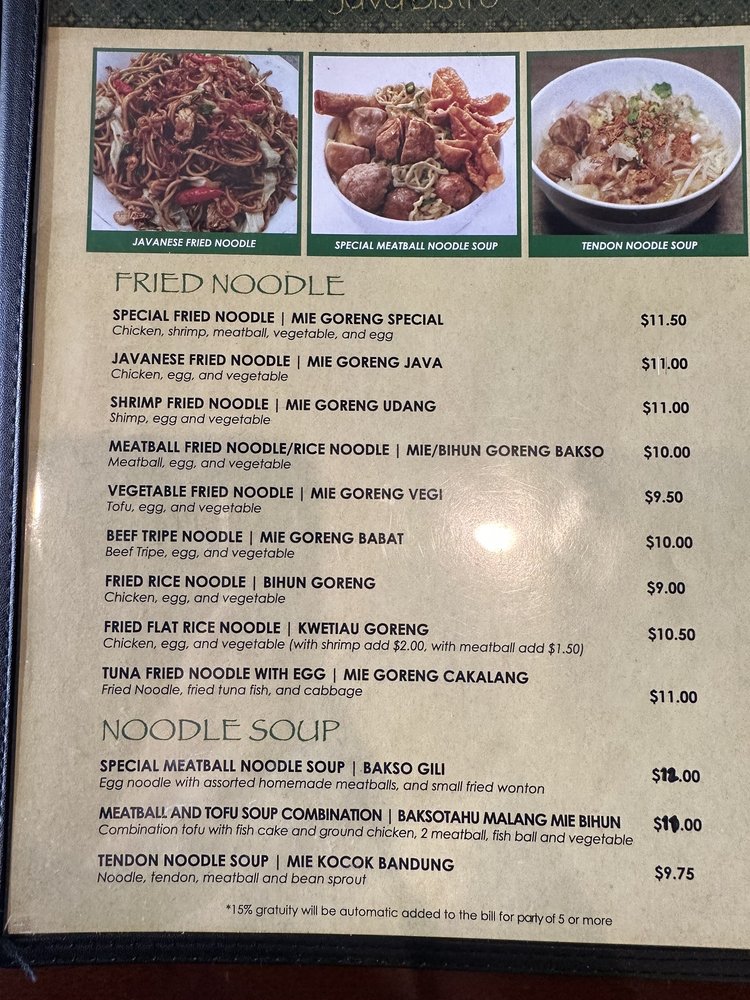 Java Bistro
JAVANESE FRIED NOODLE
SPECIAL MEATBALL NOODLE SOUP
TENDON NOODLE SOUP
FRIED NOODLE
SPECIAL FRIED NOODLE | MIE GORENG SPECIAL $11.50
Chicken, shrimp, meatball, vegetable, and egg
JAVANESE FRIED NOODLE | MIE GORENG JAVA $11.00
Chicken, egg, and vegetable
SHRIMP FRIED NOODLE | MIE GORENG UDANG $11.00
Shimp, egg and vegetable
MEATBALL FRIED NOODLE/RICE NOODLE | MIE/BIHUN GORENG BAKSO $10.00
Meatball, egg, and vegetable
VEGETABLE FRIED NOODLE | MIE GORENG VEGI $9.50
Tofu, egg, and vegetable
BEEF TRIPE NOODLE | MIE GORENG BABAT $10.00
Beef Tripe, egg, and vegetable
FRIED RICE NOODLE | BIHUN GORENG $9.00
Chicken, egg, and vegetable
FRIED FLAT RICE NOODLE | KWETIAU GORENG $10.50
Chicken, egg, and vegetable (with shrimp add $2.00, with meatball add $1.50)
TUNA FRIED NOODLE WITH EGG | MIE GORENG CAKALANG
Fried Noodle, fried tuna fish, and cabbage $11.00
NOODLE SOUP
SPECIAL MEATBALL NOODLE SOUP | BAKSO GILI
Egg noodle with assorted homemade meatballs, and small fried wonton
MEATBALL AND TOFU SOUP COMBINATION | BAKSOTAHU MALANG MIE BIHUN
Combination tofu with fish cake and ground chicken, 2 meatball, fish ball and vegetable
TENDON NOODLE SOUP | MIE KOCOK BANDUNG $9.75
Noodle, tendon, meatball and bean sprout
*15% gratuity will be automatic added to the bill for party of 5 or more